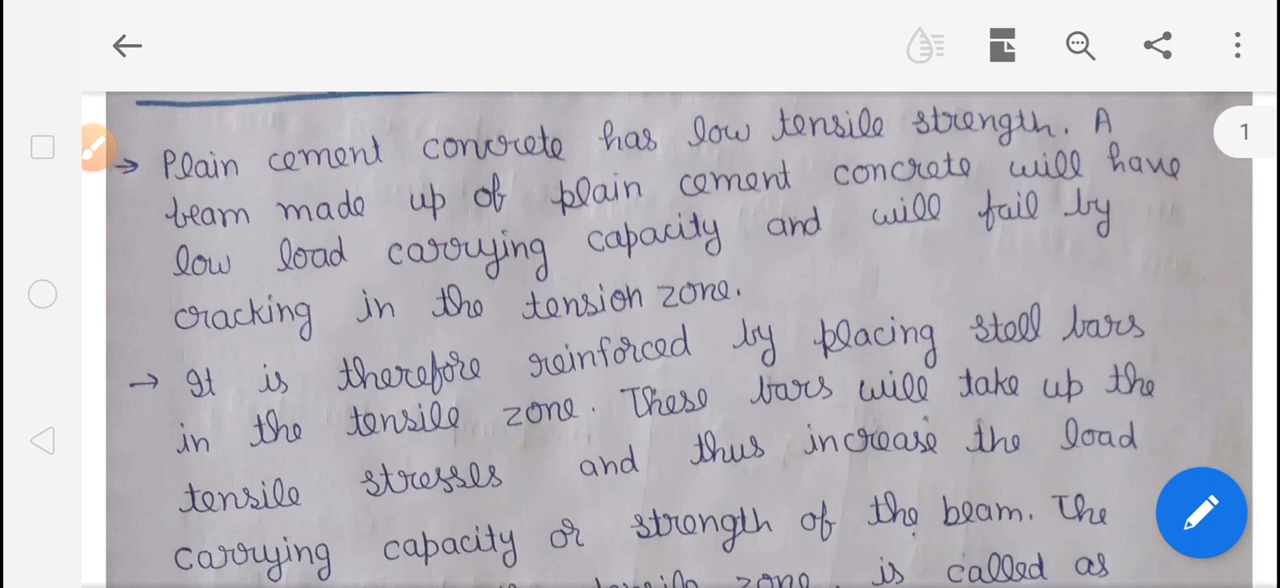 1
→ Plain cement concrete has low tensile strength. A
beam made up of plain cement concrete will have
low load carrying capacity and will fail by
cracking in the tension zone.
→ It is therefore reinforced by placing stell bars
in the tensile zone. These bars will take up the
tensile stresses and thus increase the load
carrying capacity or strength of the beam. The
zone is called as